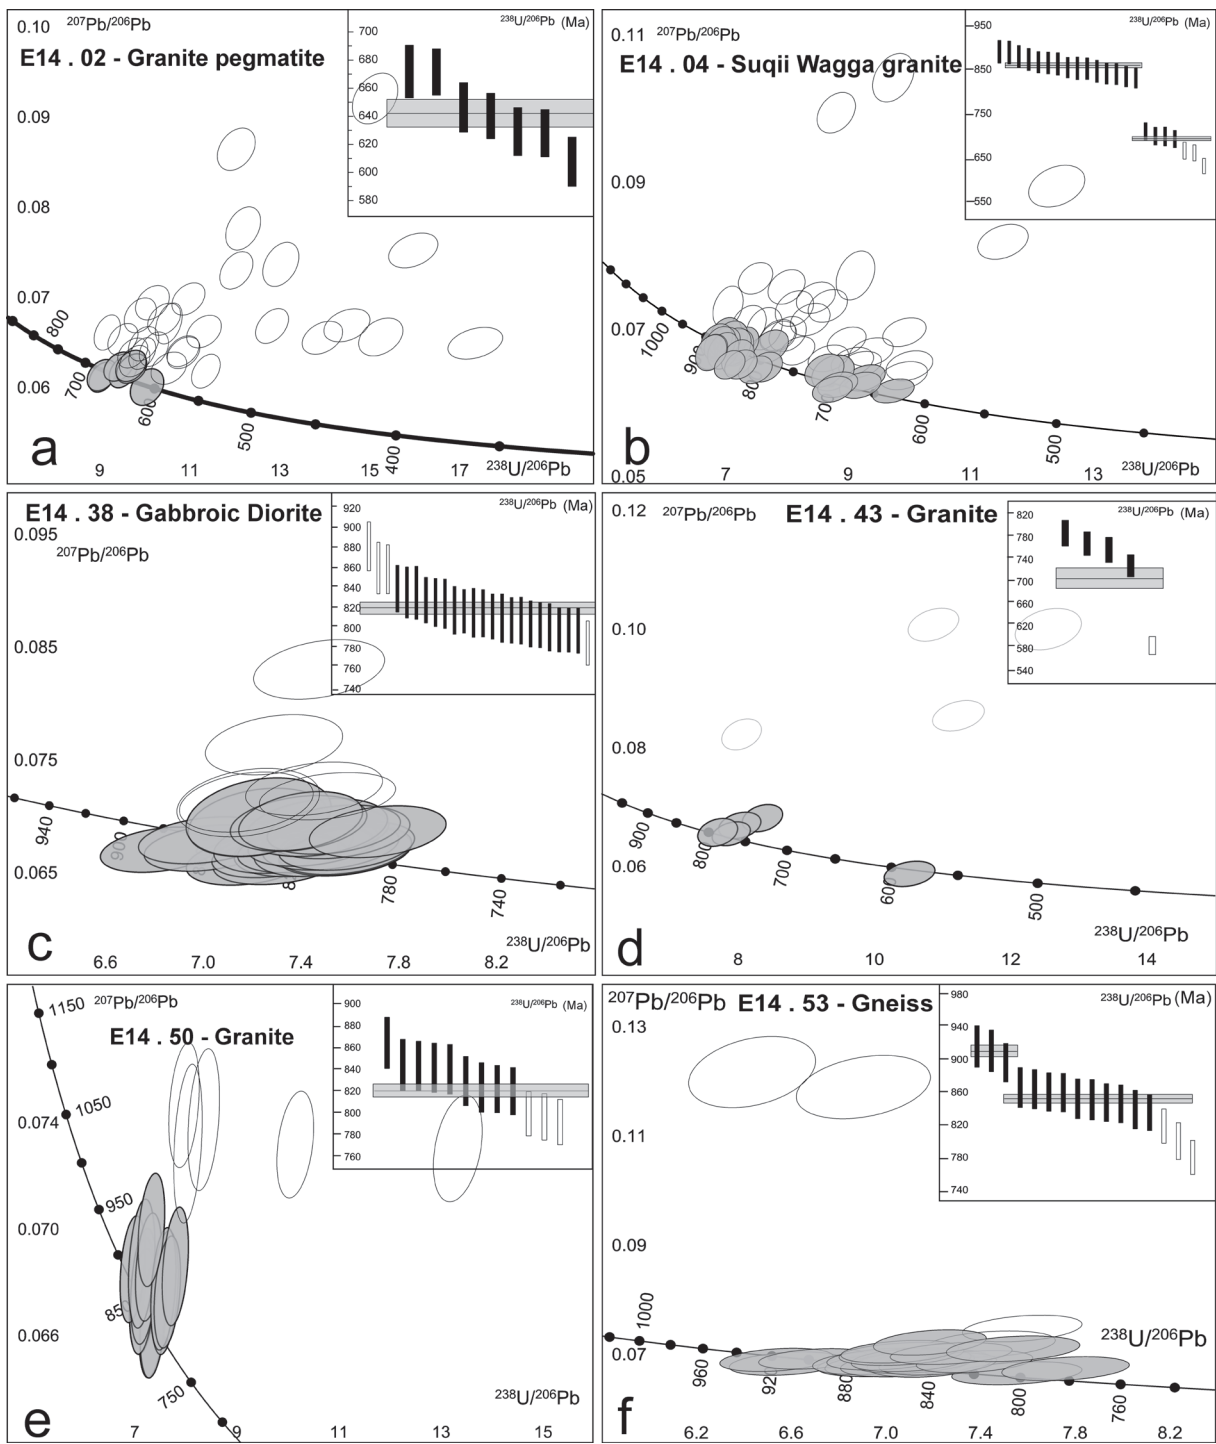 0.10 ²⁰⁷Pb/²⁰⁶Pb
E14 . 02 - Granite pegmatite
0.09
0.08
0.07
0.06
800
700
600
500
400
a
9 11 13 15 17 ²³⁸U/²⁰⁶Pb
²³⁸U/²⁰⁶Pb (Ma)
700
680
660
640
620
600
580
0.11 ²⁰⁷Pb/²⁰⁶Pb
E14 . 04 - Suqii Wagga granite
0.09
0.07
0.05
1000
900
800
700
600
500
b
7 9 11 13 ²³⁸U/²⁰⁶Pb
²³⁸U/²⁰⁶Pb (Ma)
950
850
750
650
550
E14 . 38 - Gabbroic Diorite
0.095
²⁰⁷Pb/²⁰⁶Pb
0.085
0.075
0.065
940
900
780
740
c
²³⁸U/²⁰⁶Pb
6.6 7.0 7.4 7.8 8.2
²³⁸U/²⁰⁶Pb (Ma)
920
900
880
860
840
820
800
780
760
740
0.12 ²⁰⁷Pb/²⁰⁶Pb
E14 . 43 - Granite
0.10
0.08
0.06
900
800
700
600
500
d
²³⁸U/²⁰⁶Pb
8 10 12 14
²³⁸U/²⁰⁶Pb (Ma)
820
780
740
700
660
620
580
540
1150 ²⁰⁷Pb/²⁰⁶Pb
E14 . 50 - Granite
1050
0.074
950
0.070
850
0.066
750
²³⁸U/²⁰⁶Pb
e
7 9 11 13 15
²³⁸U/²⁰⁶Pb (Ma)
900
880
860
840
820
800
780
760
²⁰⁷Pb/²⁰⁶Pb E14 . 53 - Gneiss
0.13
0.11
0.09
0.07
1000
960
920
880
840
800
760
²³⁸U/²⁰⁶Pb
f
6.2 6.6 7.0 7.4 7.8 8.2
²³⁸U/²⁰⁶Pb (Ma)
980
940
900
860
820
780
740